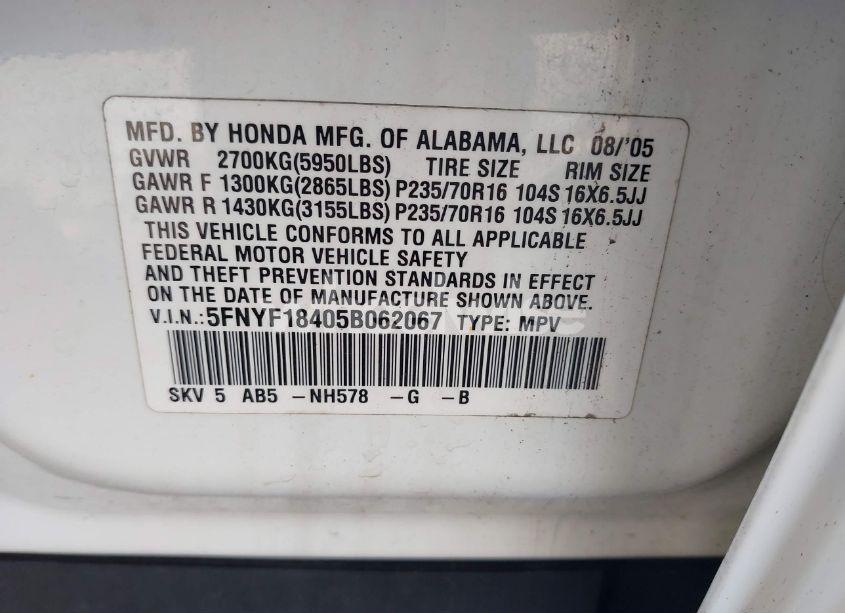 MFD. BY HONDA MFG. OF ALABAMA, LLC 08/'05
GVWR 2700KG(5950LBS) TIRE SIZE RIM SIZE
GAWR F 1300KG(2865LBS) P235/70R16 104S 16X6.5JJ
GAWR R 1430KG(3155LBS) P235/70R16 104S 16X6.5JJ
THIS VEHICLE CONFORMS TO ALL APPLICABLE
FEDERAL MOTOR VEHICLE SAFETY
AND THEFT PREVENTION STANDARDS IN EFFECT
ON THE DATE OF MANUFACTURE SHOWN ABOVE.
V.I.N.: 5FNYF18405B062067 TYPE: MPV
SKV 5 AB5 -NH578 -G -B